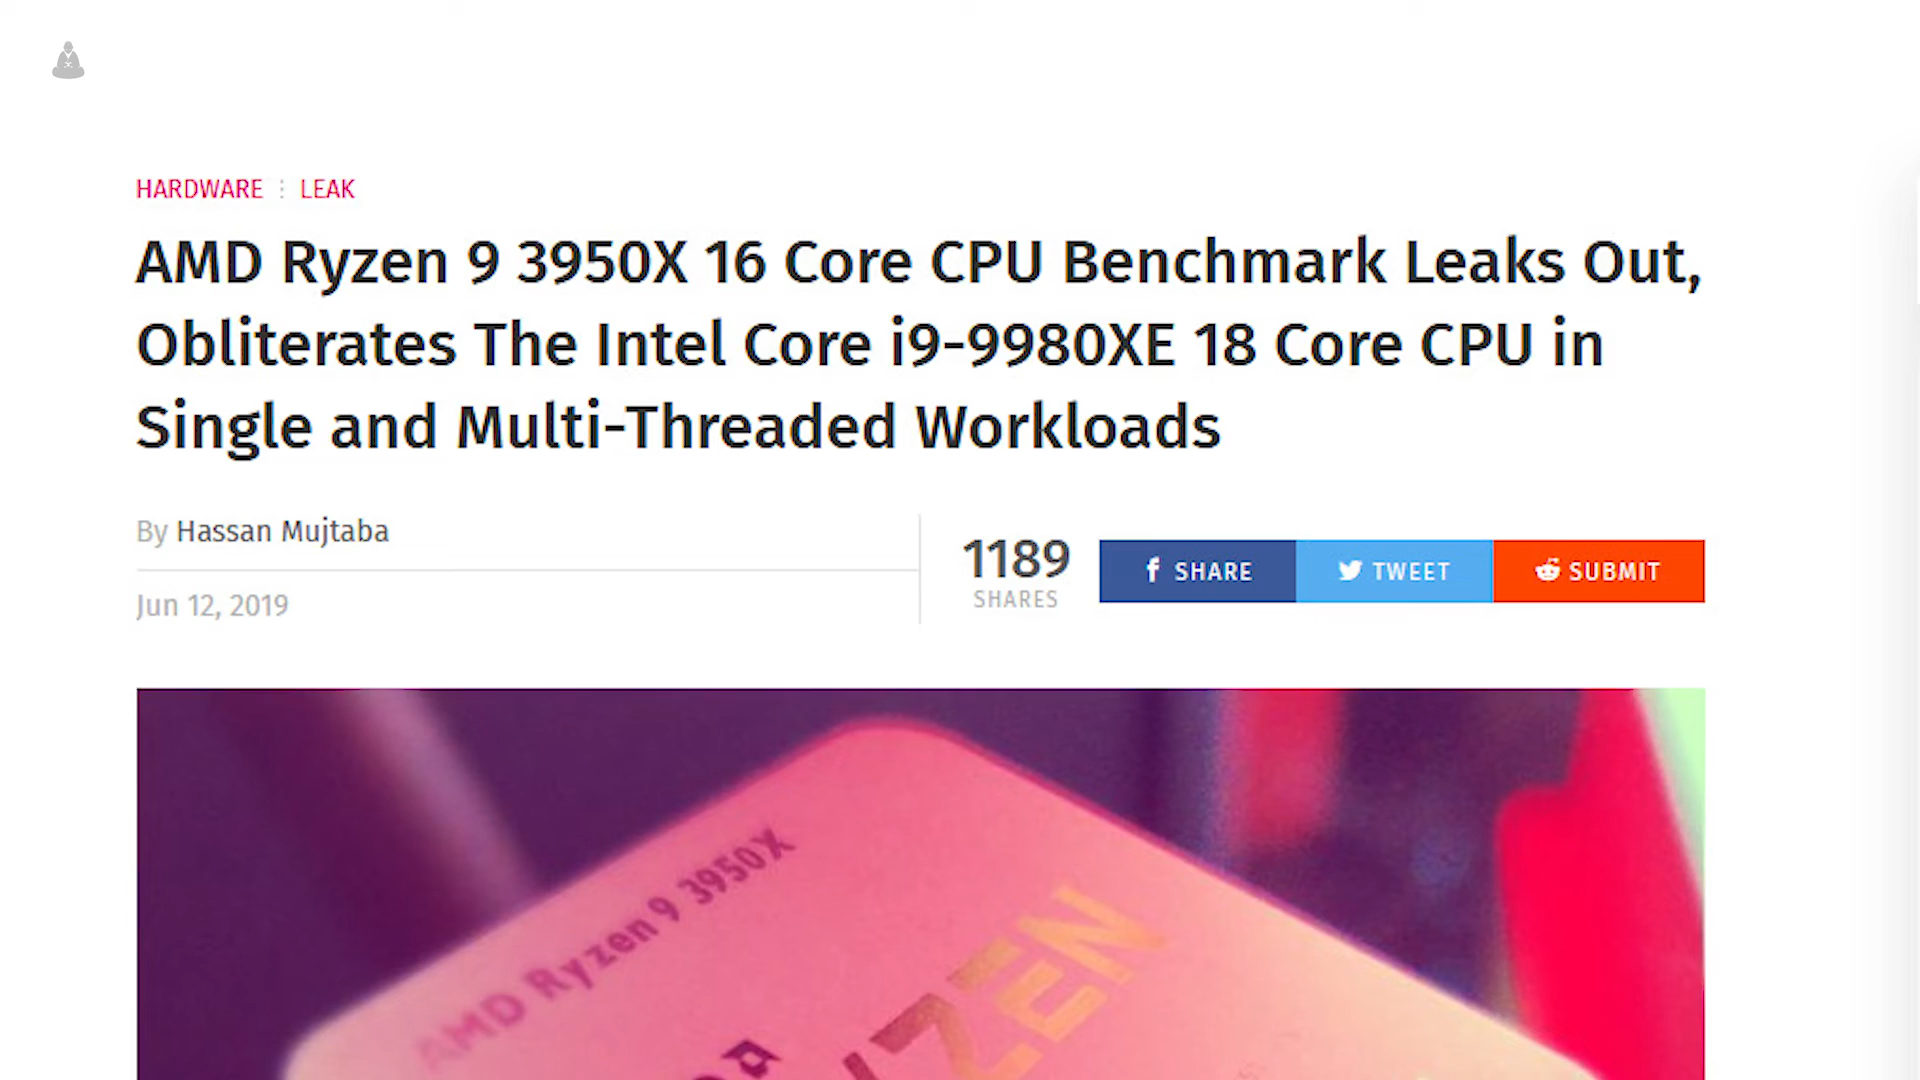 HARDWARE LEAK
AMD Ryzen 9 3950X 16 Core CPU Benchmark Leaks Out,
Obliterates The Intel Core i9-9980XE 18 Core CPU in
Single and Multi-Threaded Workloads
By Hassan Mujtaba
Jun 12, 2019
1189
SHARES
SHARE
TWEET
SUBMIT
AMD Ryzen 9 3950X
ZEN